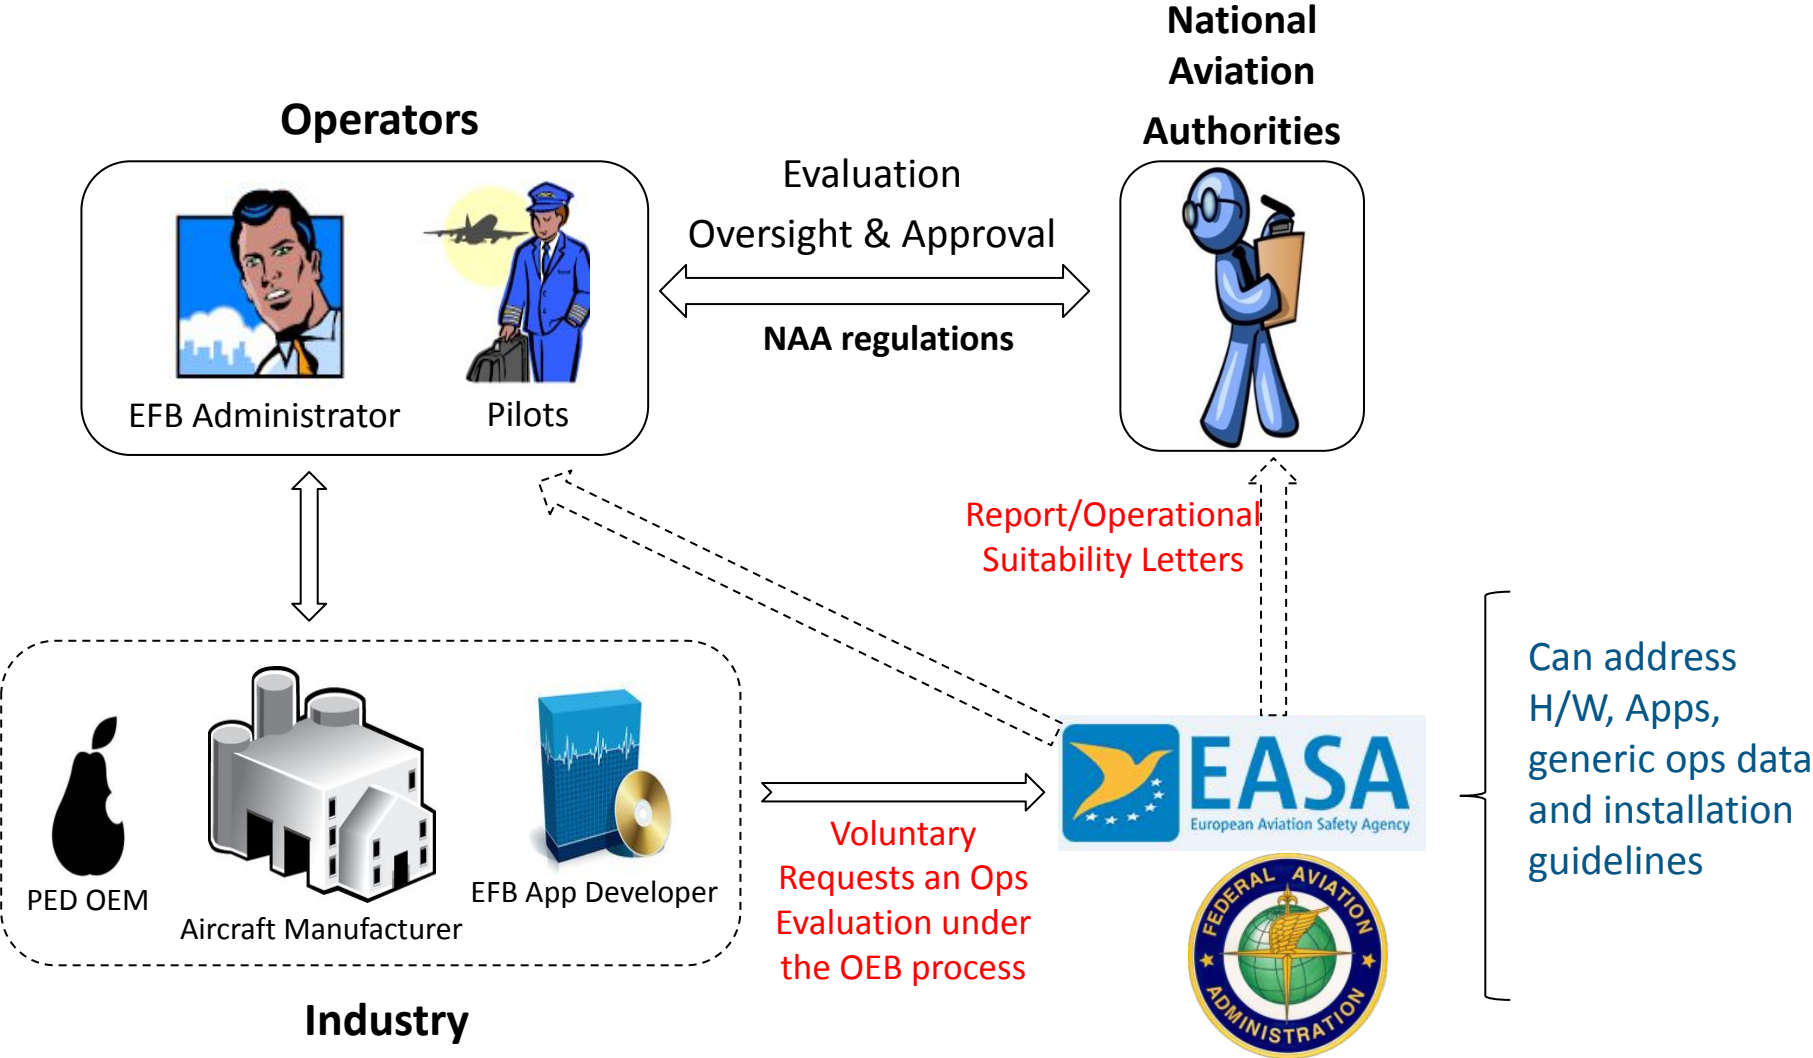 National
Aviation
Authorities
Operators
Evaluation
Oversight & Approval
NAA regulations
EFB Administrator
Pilots
Report/Operational
Suitability Letters
Can address
H/W, Apps,
generic ops data
and installation
guidelines
EASA
European Aviation Safety Agency
PED OEM
Aircraft Manufacturer
EFB App Developer
Voluntary
Requests an Ops
Evaluation under
the OEB process
FEDERAL AVIATION
ADMINISTRATION
Industry